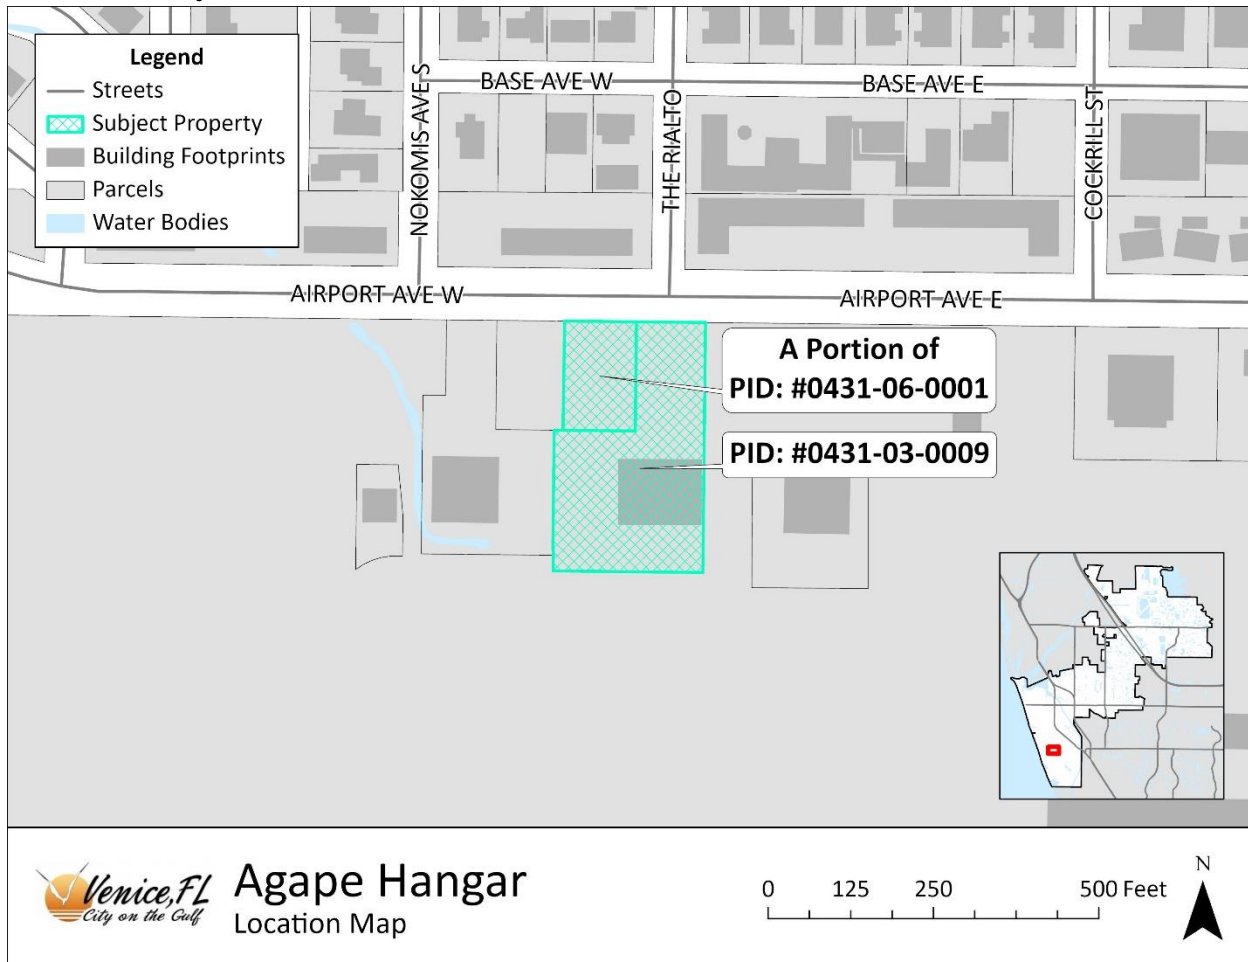 Legend
Streets
Subject Property
Building Footprints
Parcels
Water Bodies
NOKOMIS AVE S
BASE AVE W
THE RIALTO
BASE AVE E
COCKRILL ST
AIRPORT AVE W
AIRPORT AVE E
A Portion of
PID: #0431-06-0001
PID: #0431-03-0009
Venice, FL
City on the Gulf
Agape Hangar
Location Map
0 125 250 500 Feet
N